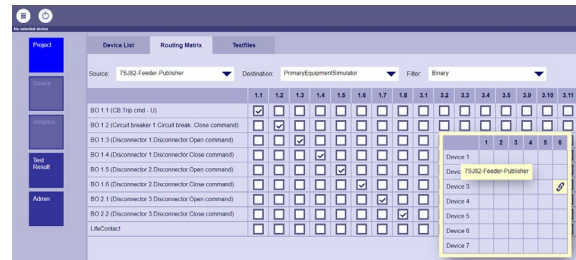 No selected device
Project
Device
Instance
Test
Result
Admin
Device List Routing Matrix Testfiles
Source: 7SJ82-Feeder-Publisher Destination: PrimaryEquipmentSimulator Filter: Binary
1.1 1.2 1.3 1.4 1.5 1.6 1.7 1.8 3.1 3.2 3.3 3.4 3.5 3.9 3.10 3.11
BO 1.1 (CB.Trip cmd - U)
BO 1.2 (Circuit breaker 1.Circuit break. Close command)
BO 1.3 (Disconnector 1.Disconnector.Open command)
BO 1.4 (Disconnector 1.Disconnector.Close command)
BO 1.5 (Disconnector 2.Disconnector.Open command)
BO 1.6 (Disconnector 2.Disconnector.Close command)
BO 2.1 (Disconnector 3.Disconnector.Open command)
BO 2.2 (Disconnector 3.Disconnector.Close command)
LifeContact
1 2 3 4 5 6
Device 1
Devic
7SJ82-Feeder-Publisher
Device 3
Device 4
Device 5
Device 6
Device 7